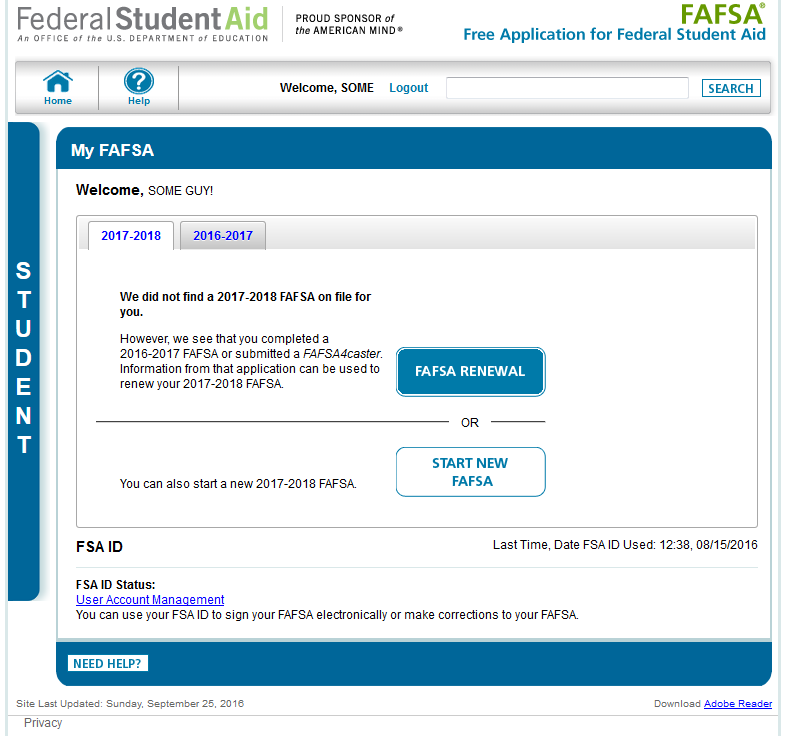 Federal Student Aid
An OFFICE of the U.S. DEPARTMENT of EDUCATION
PROUD SPONSOR of
the AMERICAN MIND®
FAFSA®
Free Application for Federal Student Aid
Home
Help
Welcome, SOME
Logout
SEARCH
STUDENT
My FAFSA
Welcome, SOME GUY!
2017-2018
2016-2017
We did not find a 2017-2018 FAFSA on file for
you.
However, we see that you completed a
2016-2017 FAFSA or submitted a FAFSA4caster.
Information from that application can be used to
renew your 2017-2018 FAFSA.
FAFSA RENEWAL
OR
You can also start a new 2017-2018 FAFSA.
START NEW
FAFSA
FSA ID
Last Time, Date FSA ID Used: 12:38, 08/15/2016
FSA ID Status:
User Account Management
You can use your FSA ID to sign your FAFSA electronically or make corrections to your FAFSA.
NEED HELP?
Site Last Updated: Sunday, September 25, 2016
Download Adobe Reader
Privacy